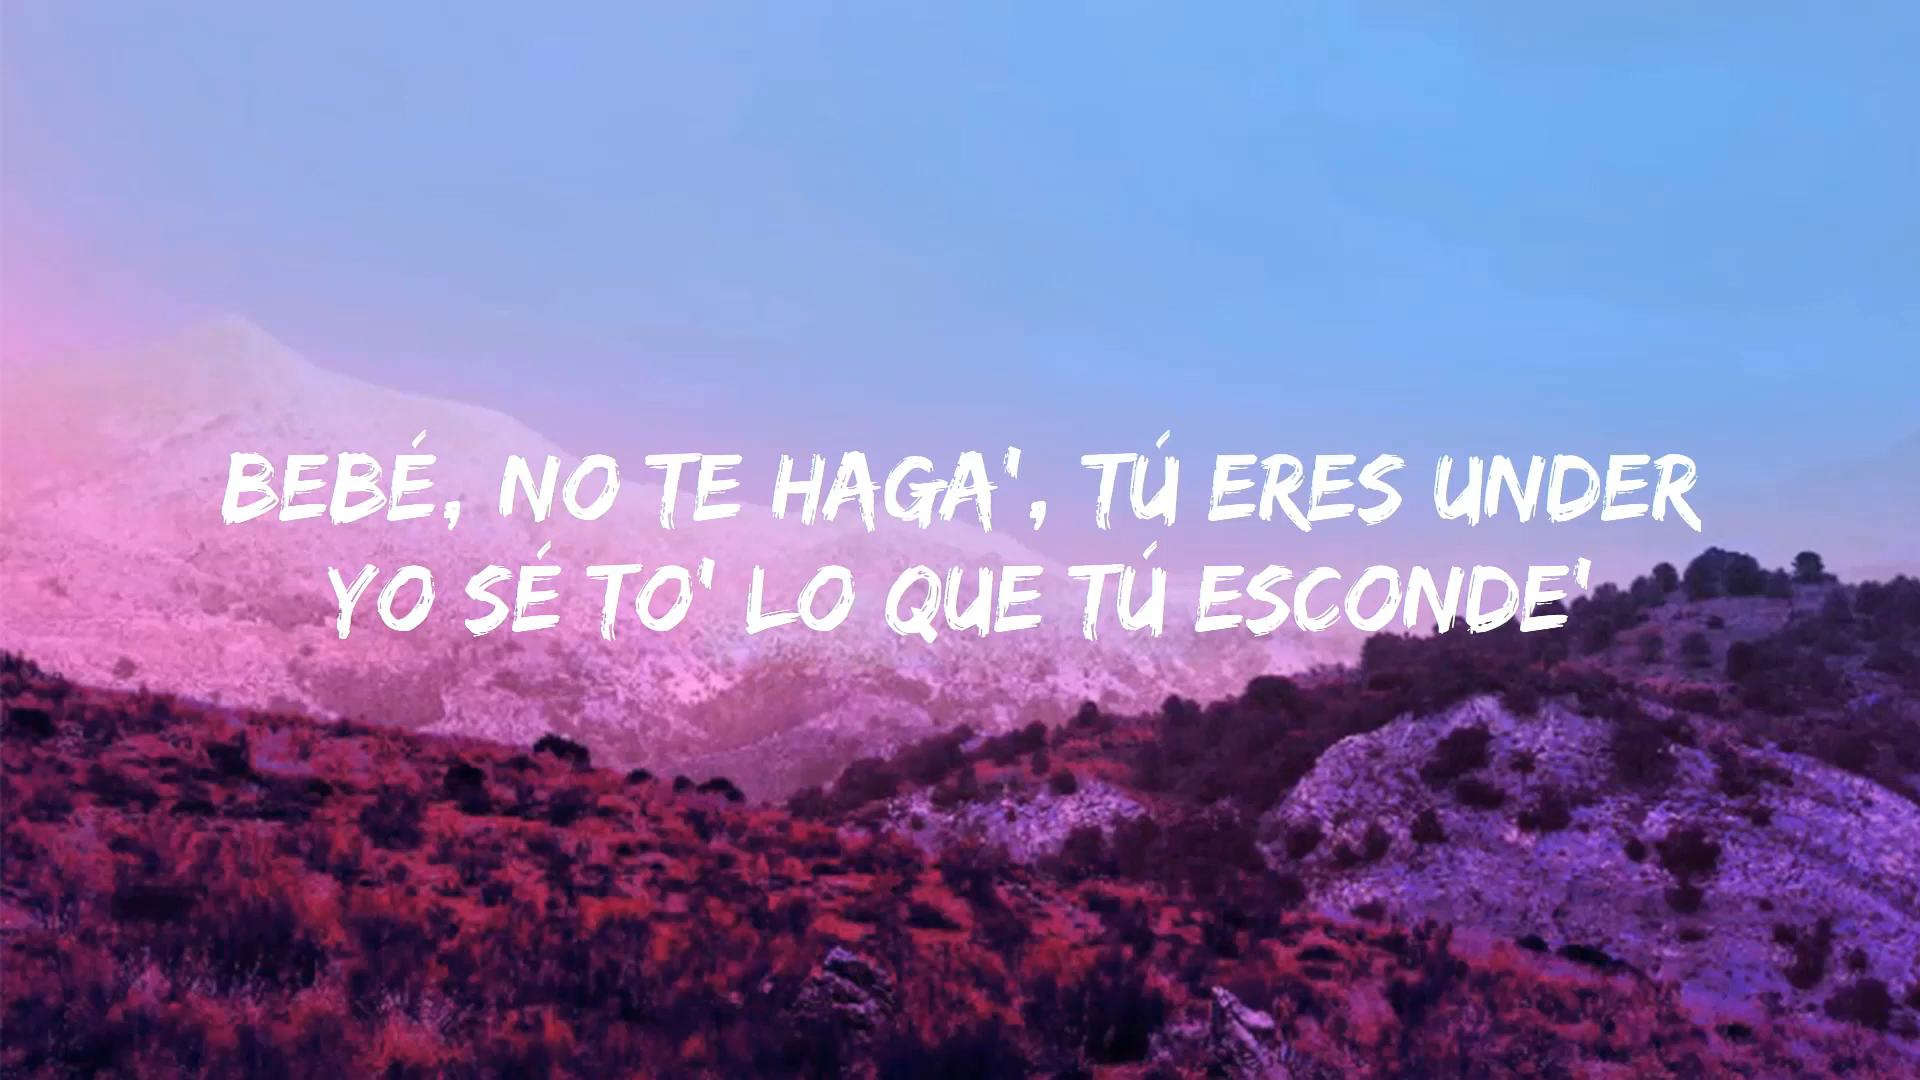 BEBÉ, NO TE HAGA', TÚ ERES UNDER
YO SÉ TO' LO QUE TÚ ESCONDE'